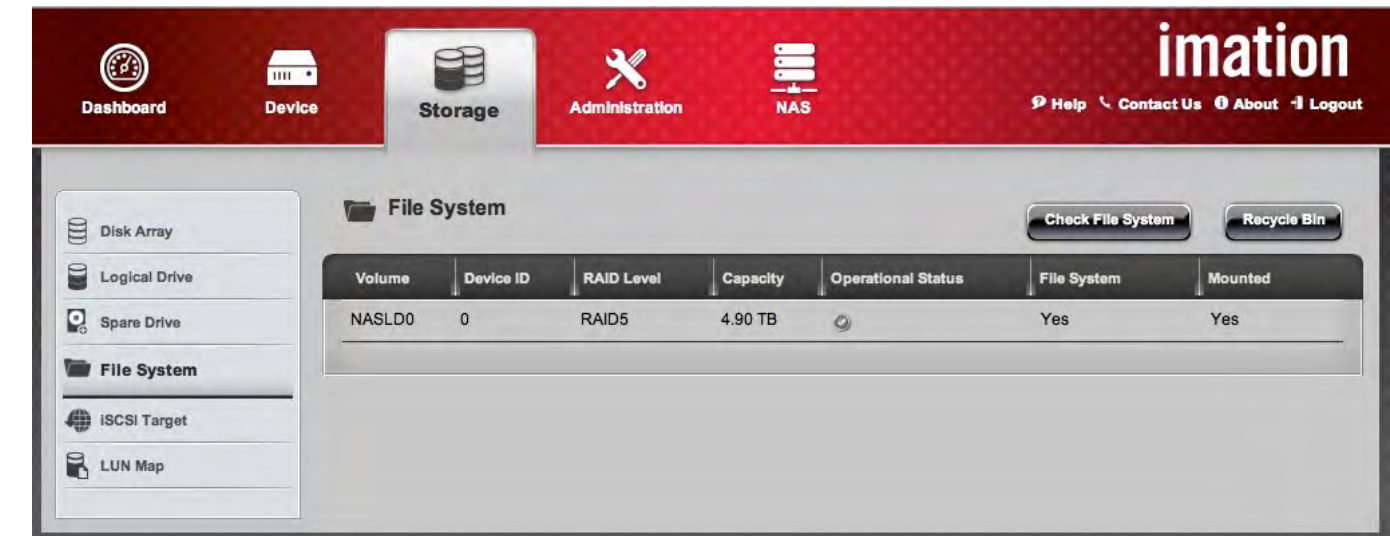 imation
Dashboard
Device
Storage
Administration
NAS
Help Contact Us About Logout
Disk Array
Logical Drive
Spare Drive
File System
iSCSI Target
LUN Map
File System
Check File System Recycle Bin
Volume Device ID RAID Level Capacity Operational Status File System Mounted
NASLD0 0 RAID5 4.90 TB Yes Yes